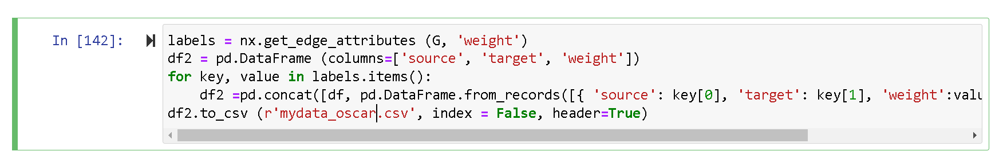 In [142]:
labels = nx.get_edge_attributes (G, 'weight')
df2 = pd.DataFrame (columns=['source', 'target', 'weight'])
for key, value in labels.items():
    df2 =pd.concat([df, pd.DataFrame.from_records([{ 'source': key[0], 'target': key[1], 'weight':valu
df2.to_csv (r'mydata_oscar.csv', index = False, header=True)